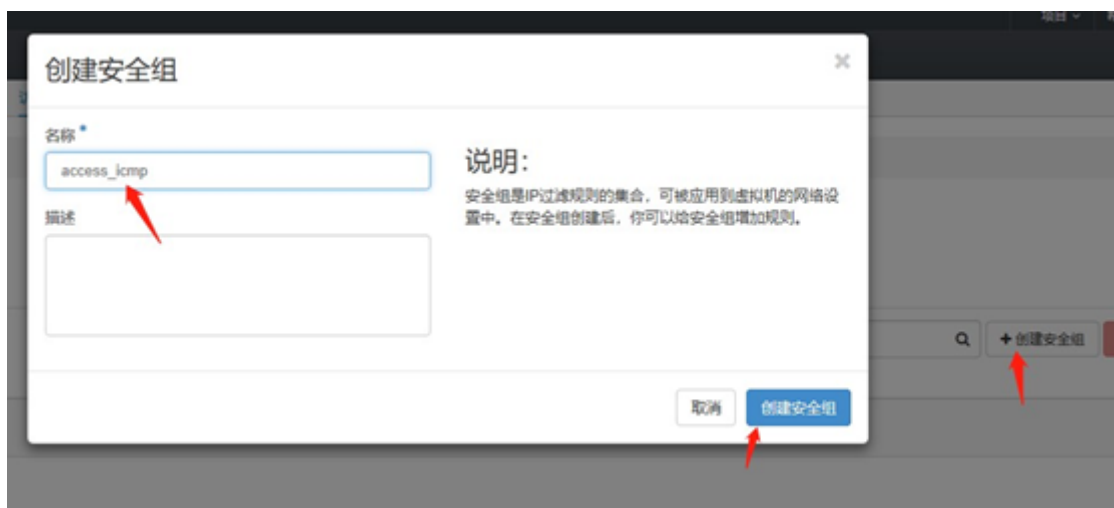 项目
创建安全组
×
名称 *
access_icmp
说明：
安全组是IP过滤规则的集合，可被应用到虚拟机的网络设
置中。在安全组创建后，你可以给安全组增加规则。
描述
+创建安全组
取消
创建安全组